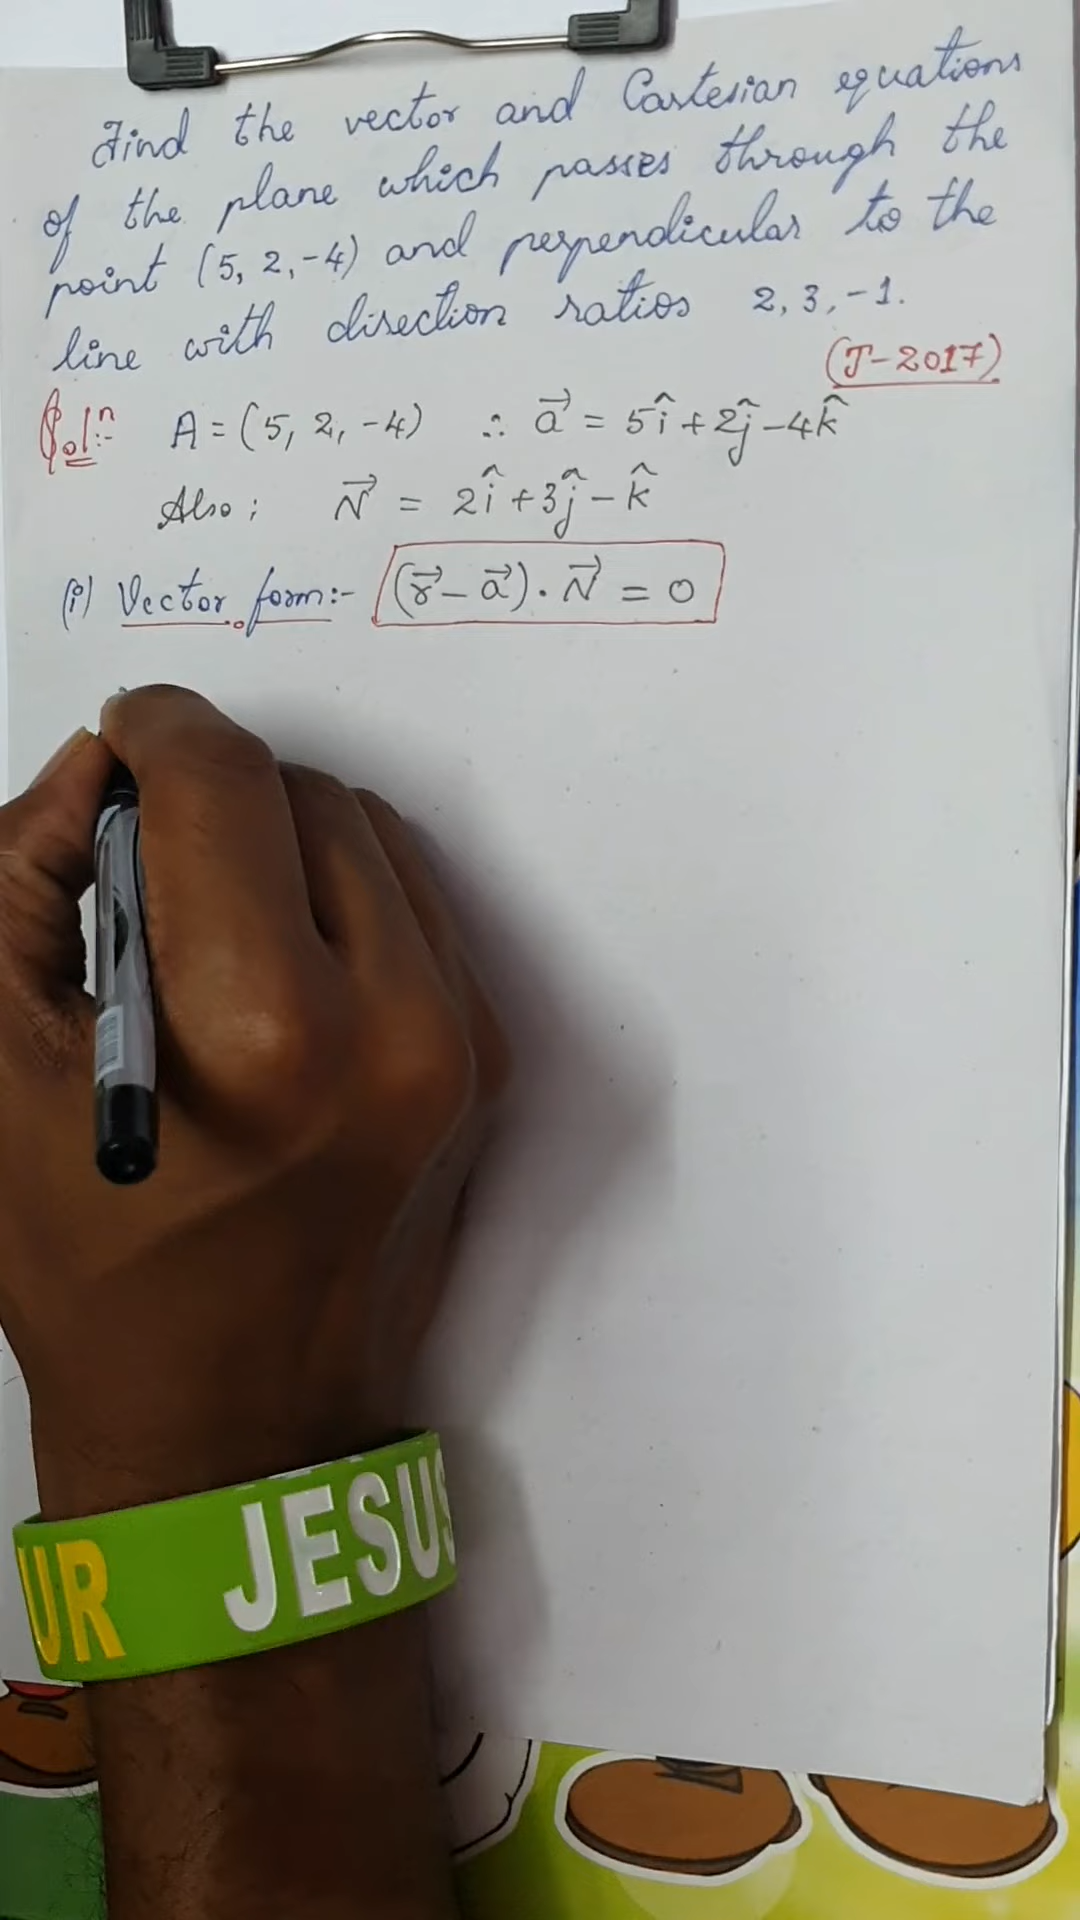 Find the vector and Cartesian equations
of the plane which passes through the
point (5, 2, -4) and perpendicular to the
line with direction ratios 2, 3, -1.
(J-2017)
Solⁿ:- A = (5, 2, -4) ∴ a⃗ = 5î + 2ĵ - 4k̂
Also; N⃗ = 2î + 3ĵ - k̂
(i) Vector form:- (r⃗ - a⃗) · N⃗ = 0
UR JESUS